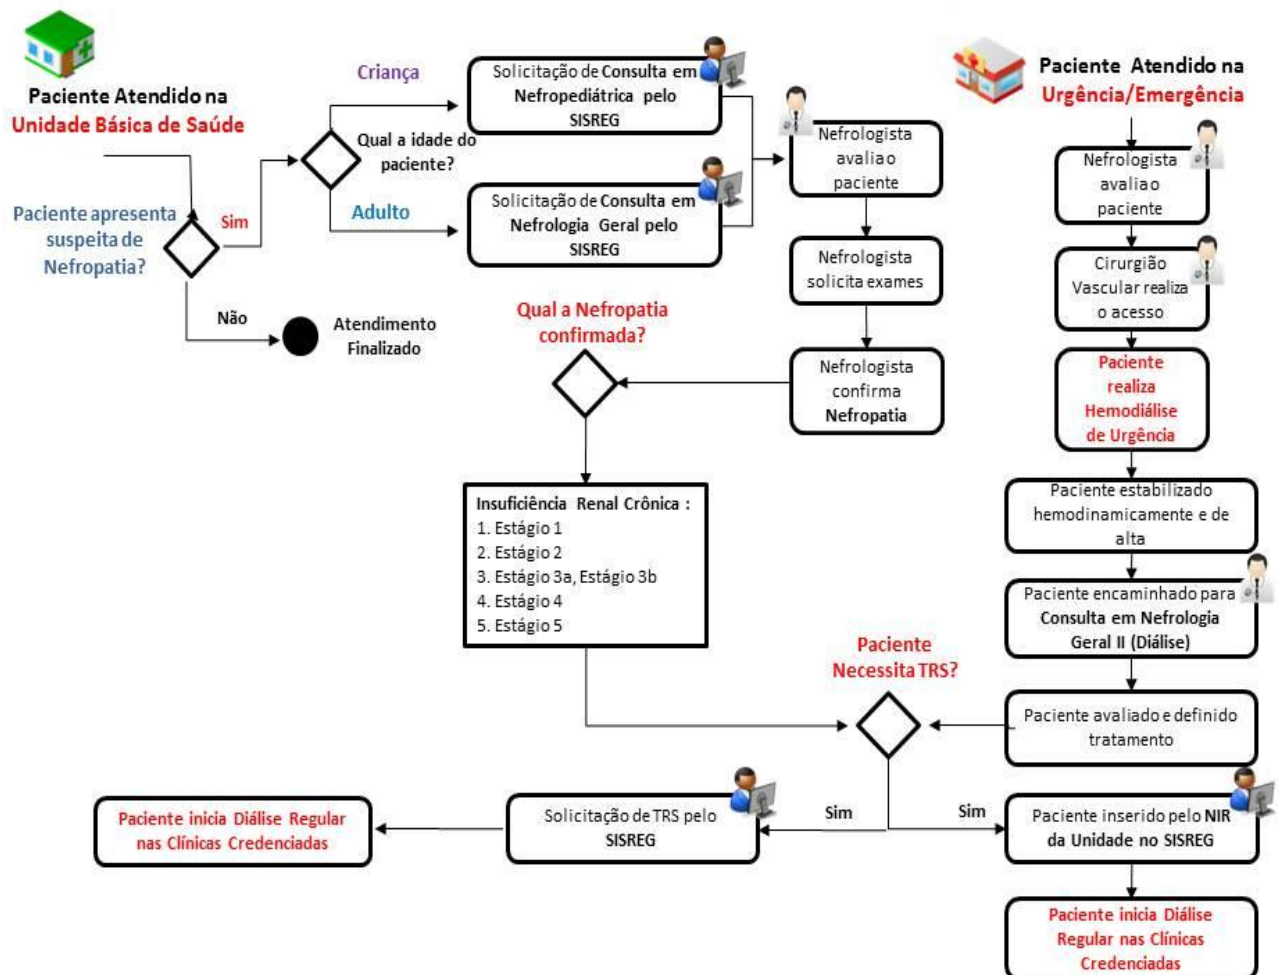 Paciente Atendido na
Unidade Básica de Saúde
Paciente apresenta
suspeita de
Nefropatia?
Sim
Não
Atendimento
Finalizado
Criança
Qual a idade do
paciente?
Adulto
Solicitação de Consulta em
Nefropediátrica pelo
SISREG
Solicitação de Consulta em
Nefrologia Geral pelo
SISREG
Nefrologista
avalia o
paciente
Nefrologista
solicita exames
Nefrologista
confirma
Nefropatia
Qual a Nefropatia
confirmada?
Insuficiência Renal Crônica :
1. Estágio 1
2. Estágio 2
3. Estágio 3a, Estágio 3b
4. Estágio 4
5. Estágio 5
Paciente Atendido na
Urgência/Emergência
Nefrologista
avalia o
paciente
Cirurgião
Vascular realiza
o acesso
Paciente
realiza
Hemodiálise
de Urgência
Paciente estabilizado
hemodinamicamente e de
alta
Paciente encaminhado para
Consulta em Nefrologia
Geral II (Diálise)
Paciente avaliado e definido
tratamento
Paciente
Necessita TRS?
Sim
Sim
Solicitação de TRS pelo
SISREG
Paciente inicia Diálise Regular
nas Clínicas Credenciadas
Paciente inserido pelo NIR
da Unidade no SISREG
Paciente inicia Diálise
Regular nas Clínicas
Credenciadas